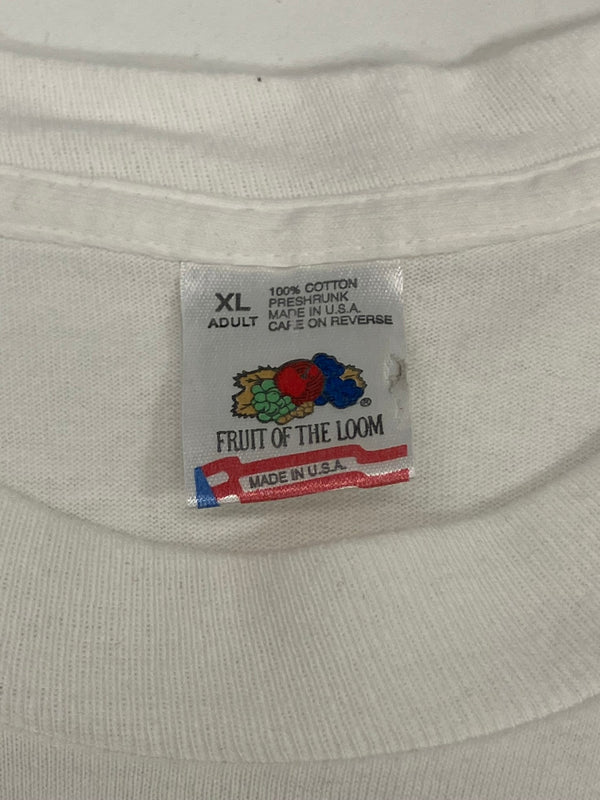 XL
ADULT
100% COTTON
PRESHRUNK
MADE IN U.S.A.
CARE ON REVERSE
®
FRUIT OF THE LOOM
MADE IN U.S.A.